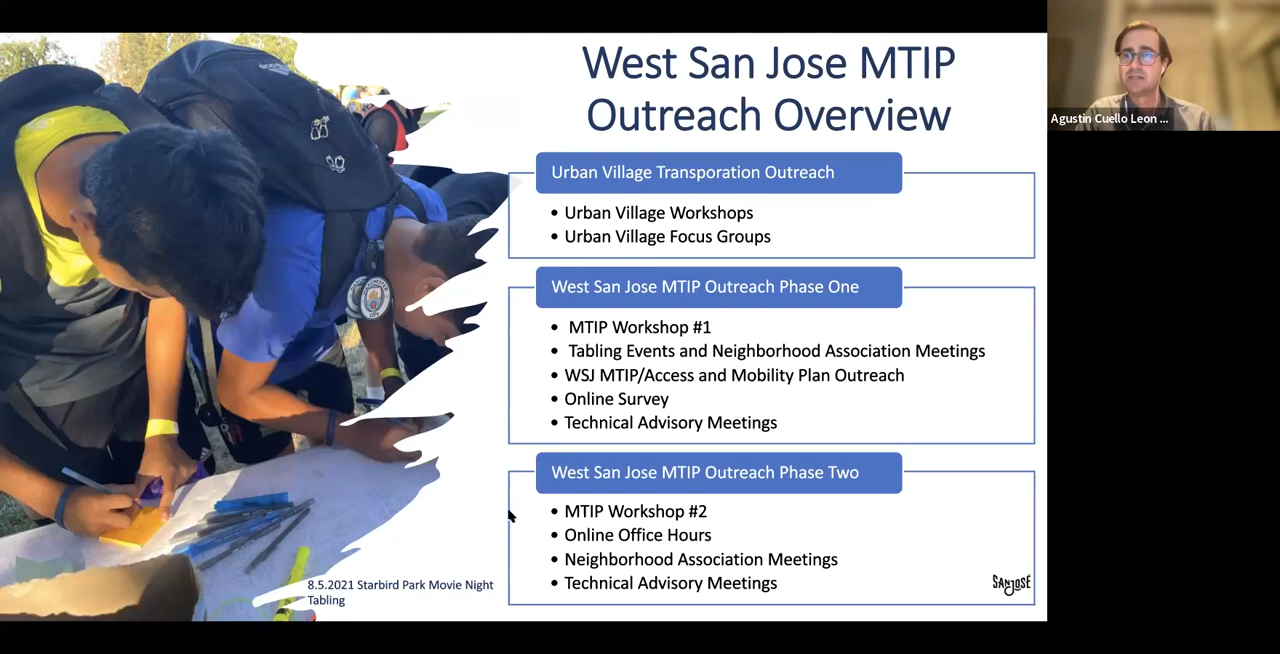 West San Jose MTIP
Outreach Overview
Agustin Cuello Leon ...
Urban Village Transporation Outreach
• Urban Village Workshops
• Urban Village Focus Groups
West San Jose MTIP Outreach Phase One
• MTIP Workshop #1
• Tabling Events and Neighborhood Association Meetings
• WSJ MTIP/Access and Mobility Plan Outreach
• Online Survey
• Technical Advisory Meetings
West San Jose MTIP Outreach Phase Two
• MTIP Workshop #2
• Online Office Hours
• Neighborhood Association Meetings
• Technical Advisory Meetings
8.5.2021 Starbird Park Movie Night
Tabling
SAN JOSÉ